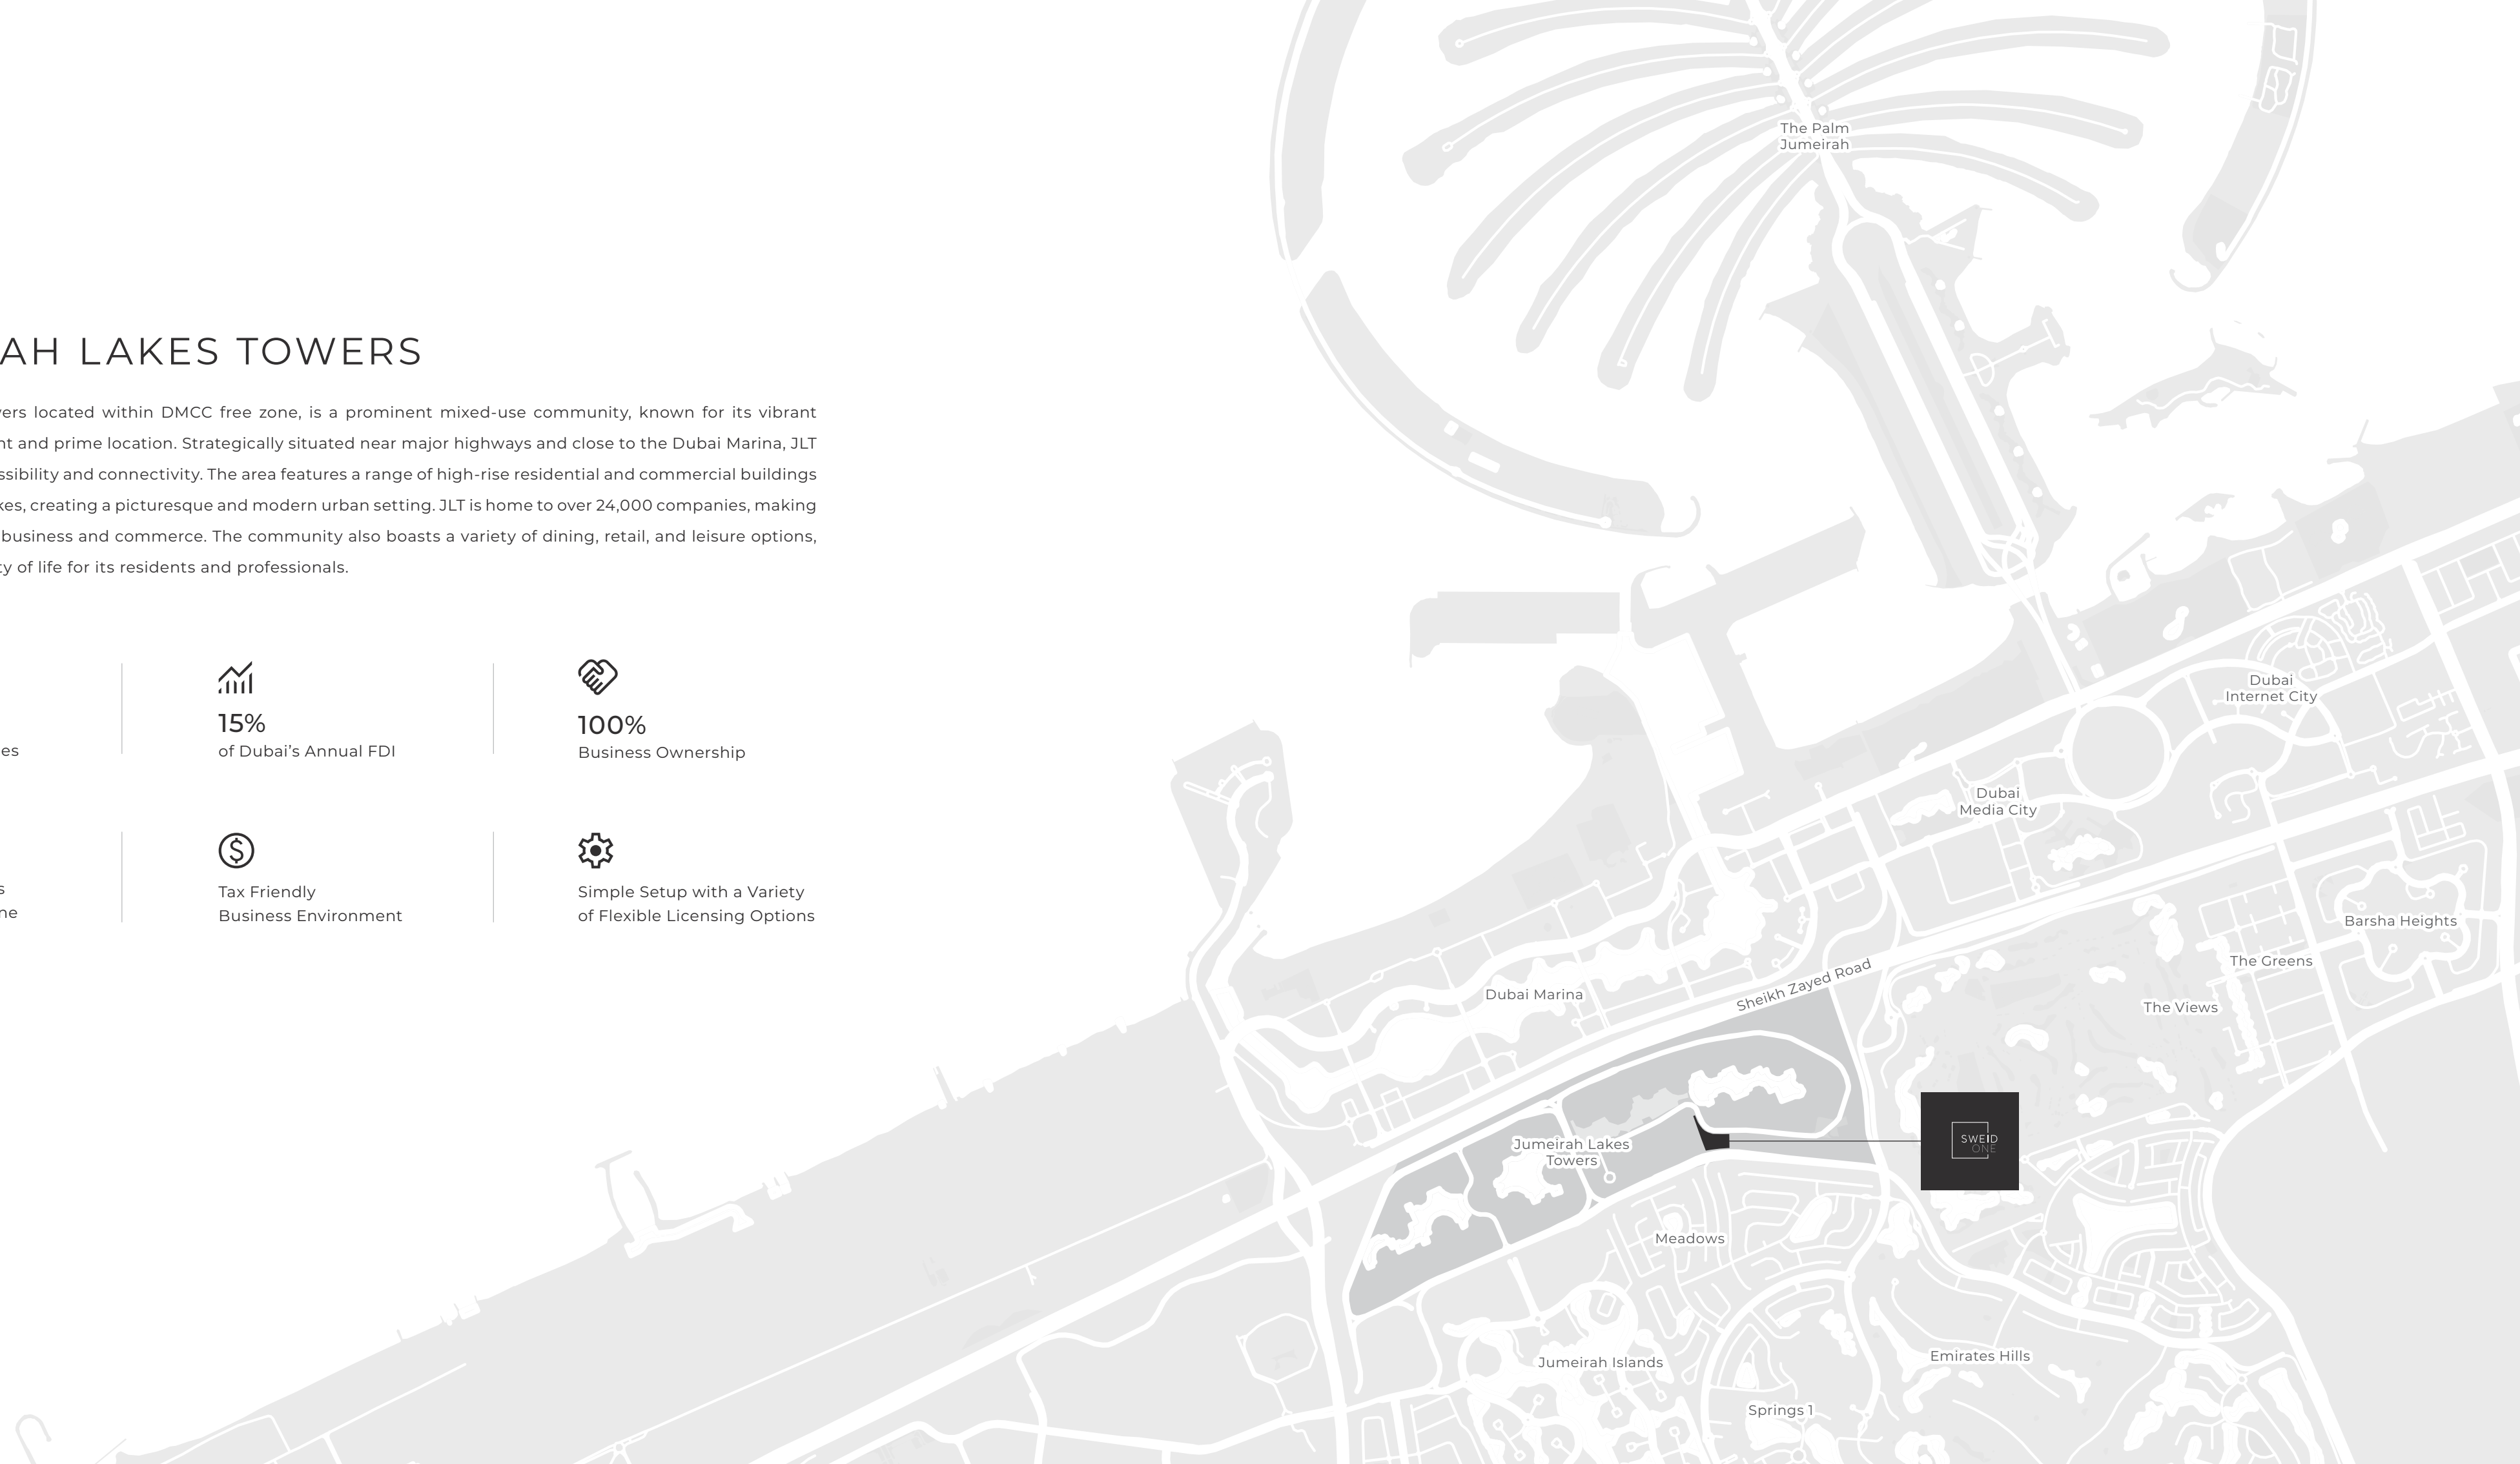 AH LAKES TOWERS
ers located within DMCC free zone, is a prominent mixed-use community, known for its vibrant
nt and prime location. Strategically situated near major highways and close to the Dubai Marina, JLT
ssibility and connectivity. The area features a range of high-rise residential and commercial buildings
kes, creating a picturesque and modern urban setting. JLT is home to over 24,000 companies, making
business and commerce. The community also boasts a variety of dining, retail, and leisure options,
ty of life for its residents and professionals.
es
15%
of Dubai’s Annual FDI
100%
Business Ownership
s
ne
Tax Friendly
Business Environment
Simple Setup with a Variety
of Flexible Licensing Options
The Palm
Jumeirah
Dubai
Internet City
Dubai
Media City
Barsha Heights
The Greens
The Views
Dubai Marina
Sheikh Zayed Road
Jumeirah Lakes
Towers
SWEID
ONE
Meadows
Jumeirah Islands
Emirates Hills
Springs 1